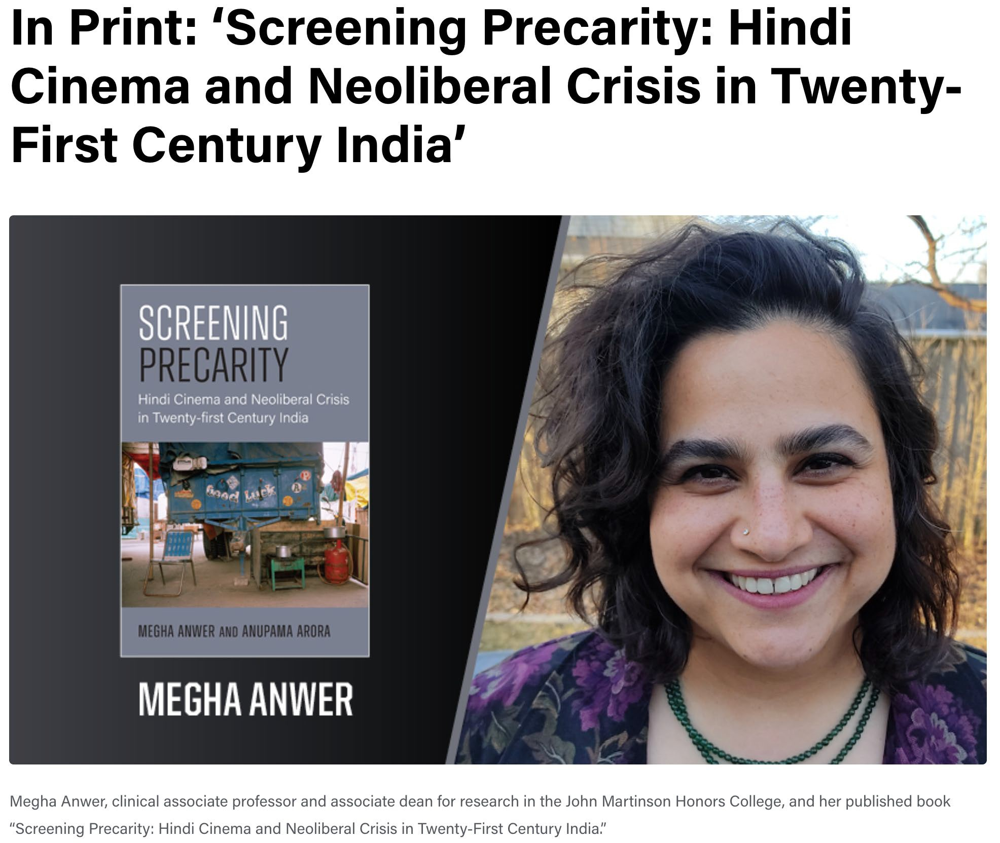 In Print: ‘Screening Precarity: Hindi
Cinema and Neoliberal Crisis in Twenty-
First Century India’
SCREENING
PRECARITY
Hindi Cinema and Neoliberal Crisis
in Twenty-first Century India
Good Luck
P
A
MEGHA ANWER AND ANUPAMA ARORA
MEGHA ANWER
Megha Anwer, clinical associate professor and associate dean for research in the John Martinson Honors College, and her published book
“Screening Precarity: Hindi Cinema and Neoliberal Crisis in Twenty-First Century India.”